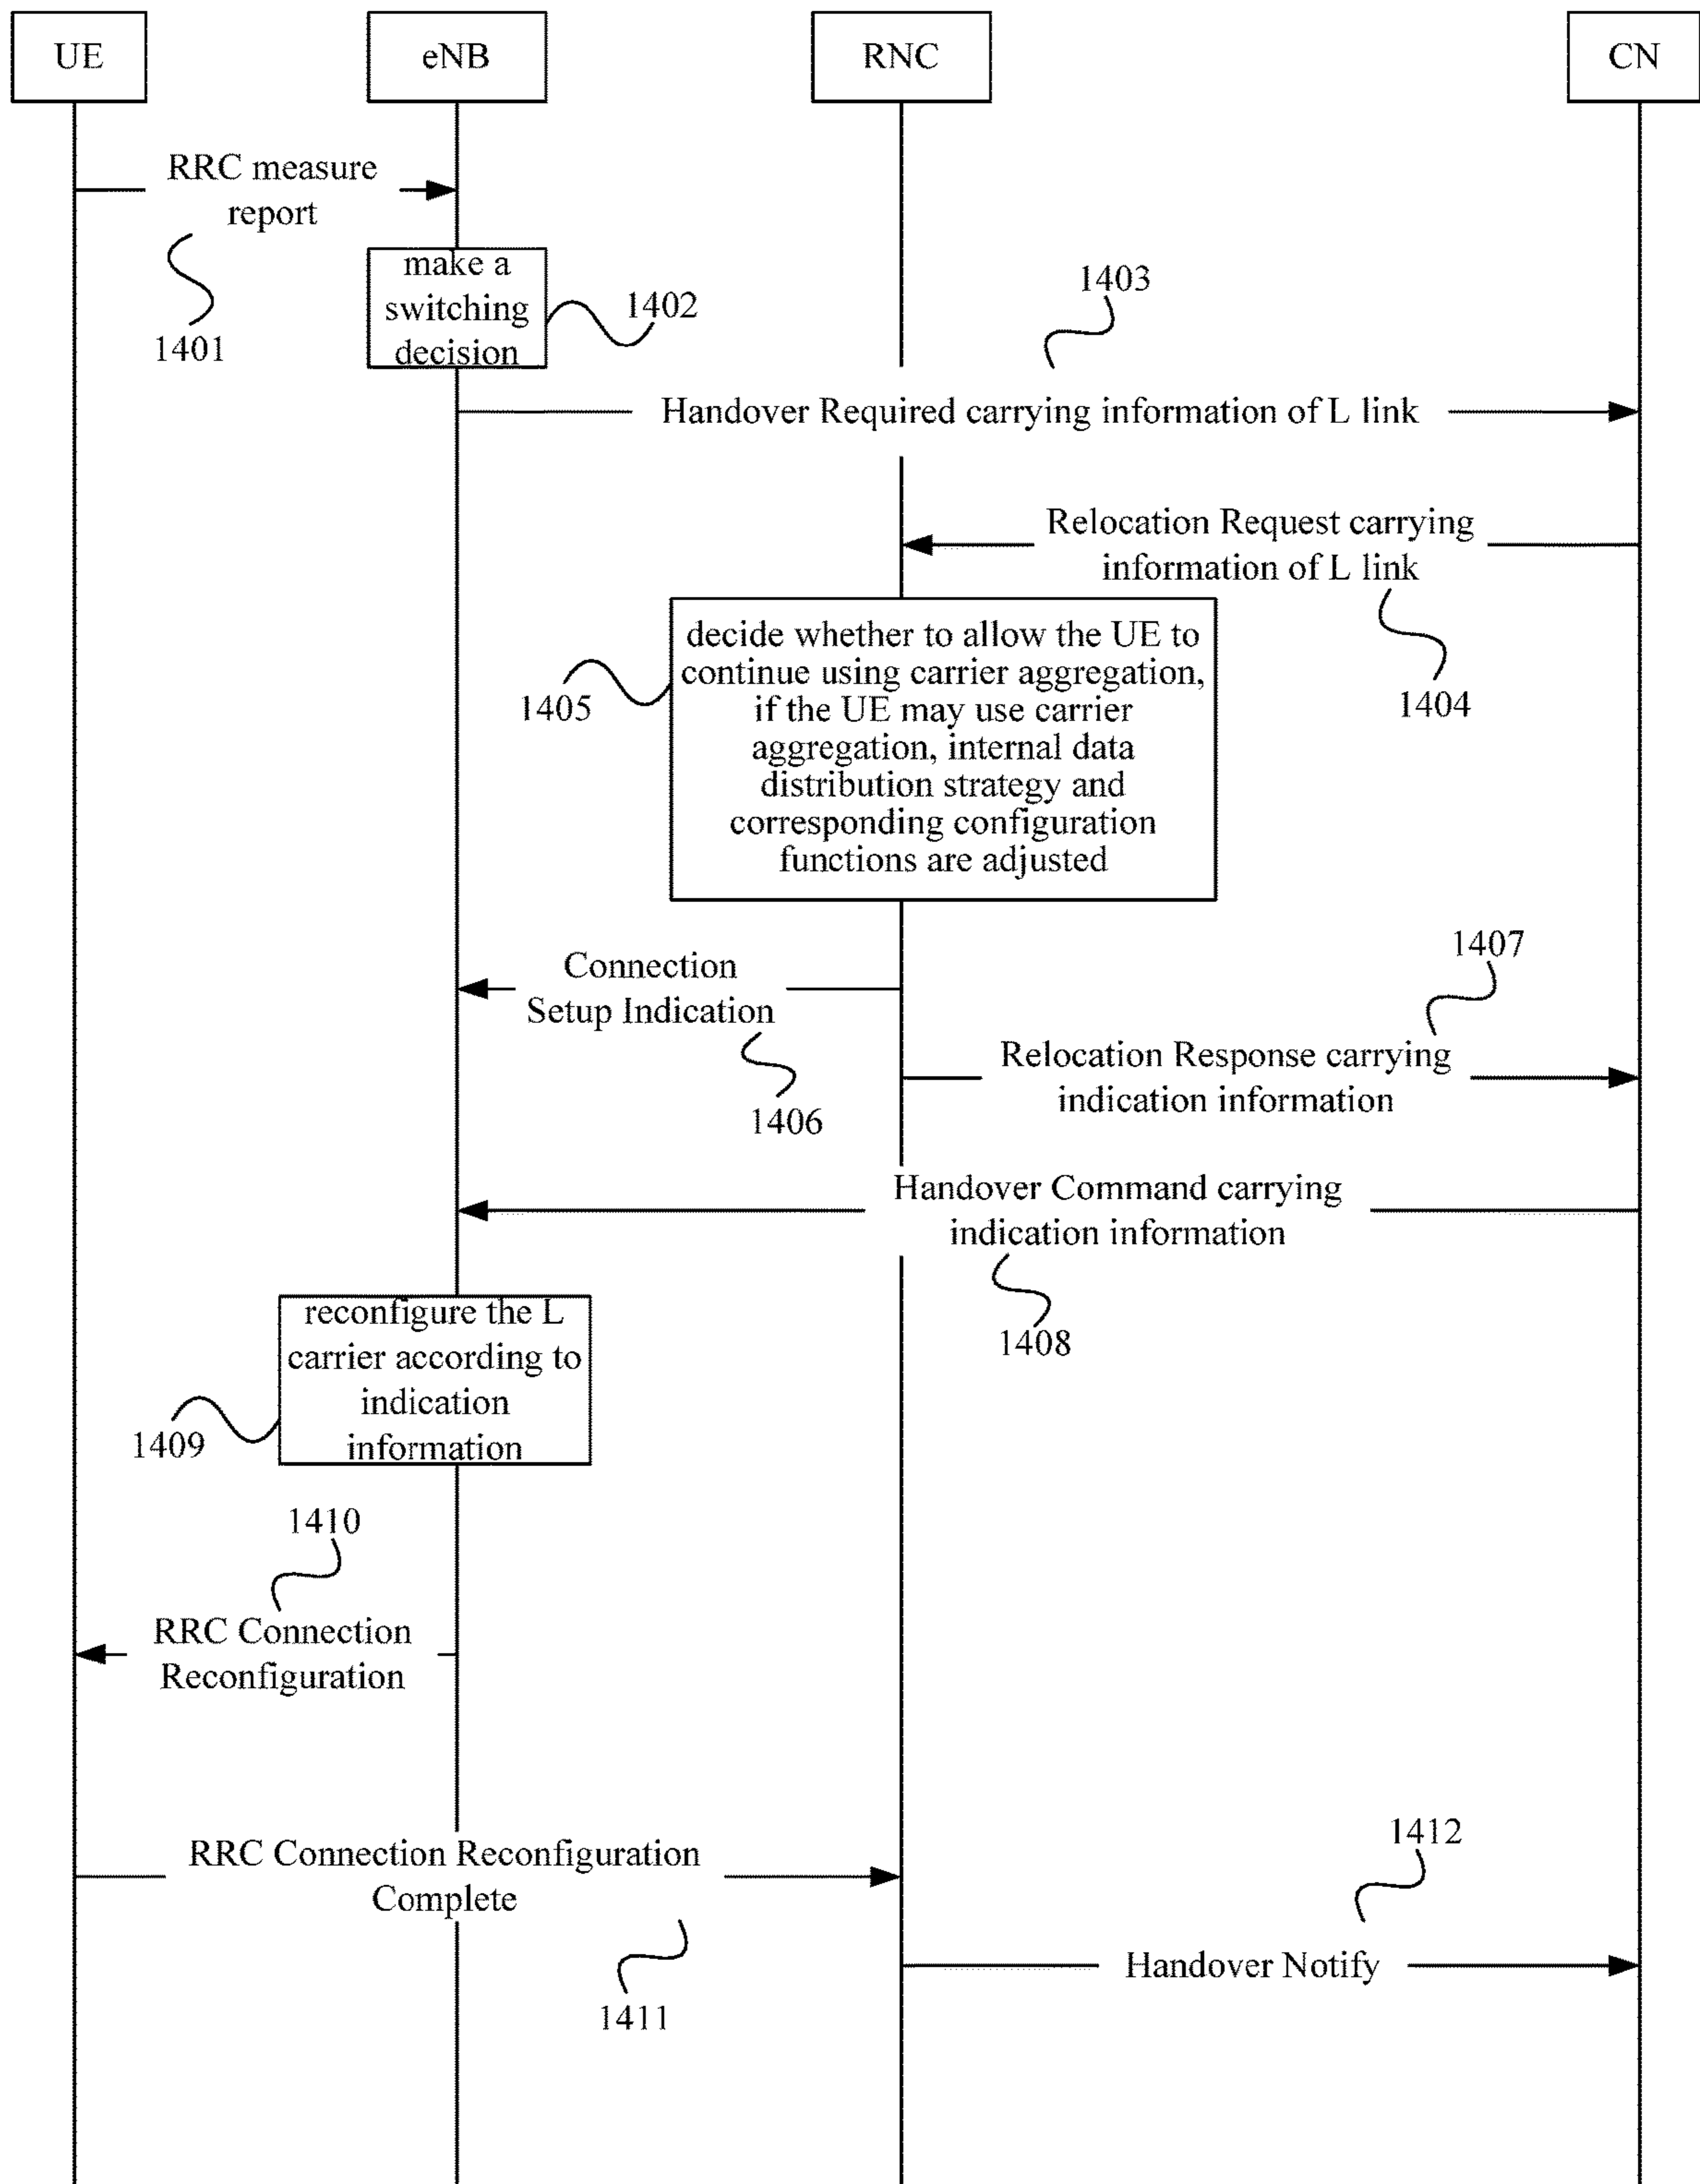 UE
eNB
RNC
CN
RRC measure
report
1401
make a
switching
decision
1402
1403
Handover Required carrying information of L link
Relocation Request carrying
information of L link
1404
decide whether to allow the UE to
continue using carrier aggregation,
if the UE may use carrier
aggregation, internal data
distribution strategy and
corresponding configuration
functions are adjusted
1405
Connection
Setup Indication
1406
1407
Relocation Response carrying
indication information
Handover Command carrying
indication information
1408
reconfigure the L
carrier according to
indication
information
1409
1410
RRC Connection
Reconfiguration
RRC Connection Reconfiguration
Complete
1411
1412
Handover Notify